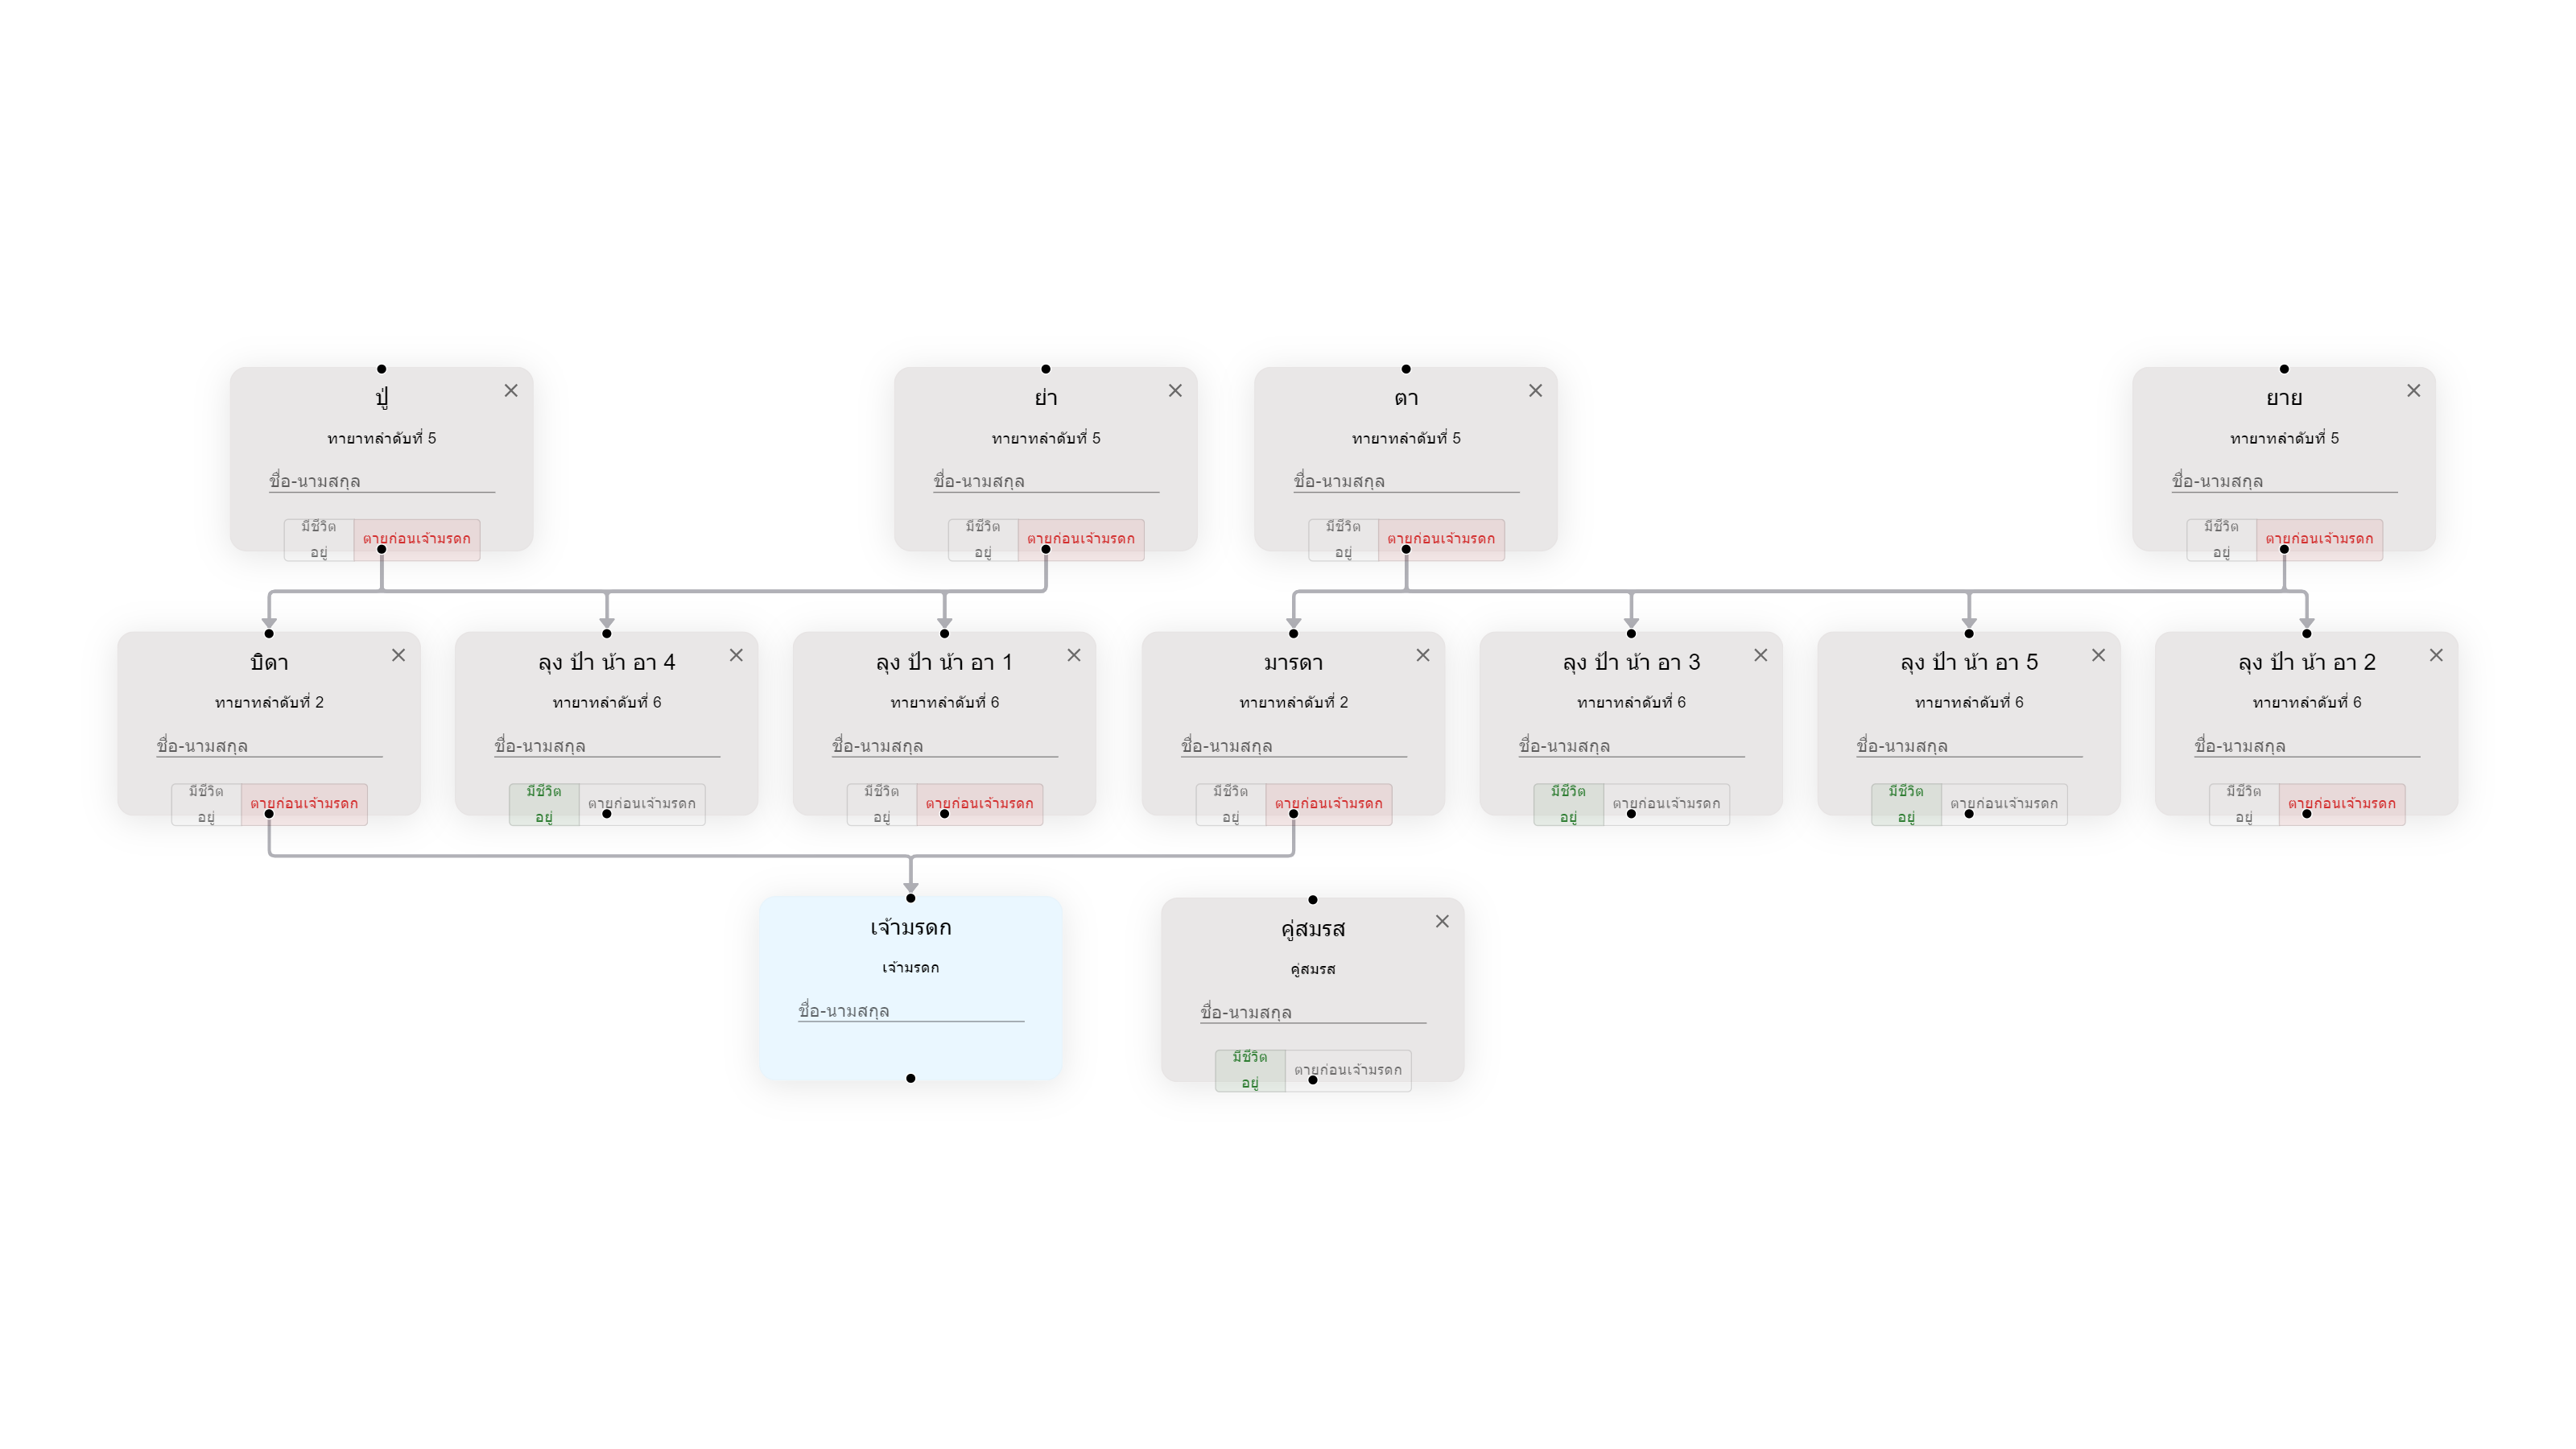 ปู่
ทายาทลำดับที่ 5
ชื่อ-นามสกุล
มีชีวิต
อยู่
ตายก่อนเจ้ามรดก
ย่า
ทายาทลำดับที่ 5
ชื่อ-นามสกุล
มีชีวิต
อยู่
ตายก่อนเจ้ามรดก
ตา
ทายาทลำดับที่ 5
ชื่อ-นามสกุล
มีชีวิต
อยู่
ตายก่อนเจ้ามรดก
ยาย
ทายาทลำดับที่ 5
ชื่อ-นามสกุล
มีชีวิต
อยู่
ตายก่อนเจ้ามรดก
บิดา
ทายาทลำดับที่ 2
ชื่อ-นามสกุล
มีชีวิต
อยู่
ตายก่อนเจ้ามรดก
ลุง ป้า น้า อา 4
ทายาทลำดับที่ 6
ชื่อ-นามสกุล
มีชีวิต
อยู่
ตายก่อนเจ้ามรดก
ลุง ป้า น้า อา 1
ทายาทลำดับที่ 6
ชื่อ-นามสกุล
มีชีวิต
อยู่
ตายก่อนเจ้ามรดก
มารดา
ทายาทลำดับที่ 2
ชื่อ-นามสกุล
มีชีวิต
อยู่
ตายก่อนเจ้ามรดก
ลุง ป้า น้า อา 3
ทายาทลำดับที่ 6
ชื่อ-นามสกุล
มีชีวิต
อยู่
ตายก่อนเจ้ามรดก
ลุง ป้า น้า อา 5
ทายาทลำดับที่ 6
ชื่อ-นามสกุล
มีชีวิต
อยู่
ตายก่อนเจ้ามรดก
ลุง ป้า น้า อา 2
ทายาทลำดับที่ 6
ชื่อ-นามสกุล
มีชีวิต
อยู่
ตายก่อนเจ้ามรดก
เจ้ามรดก
เจ้ามรดก
ชื่อ-นามสกุล
คู่สมรส
คู่สมรส
ชื่อ-นามสกุล
มีชีวิต
อยู่
ตายก่อนเจ้ามรดก